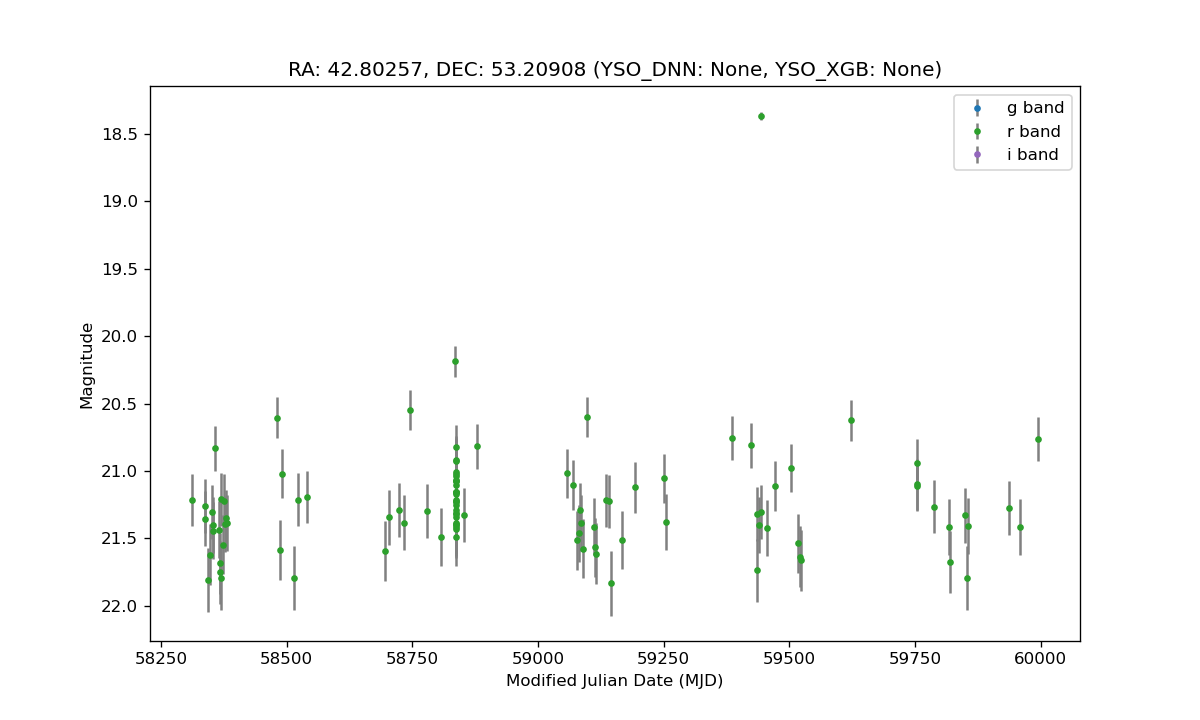 RA: 42.80257, DEC: 53.20908 (YSO_DNN: None, YSO_XGB: None)
g band
r band
i band
18.5
19.0
19.5
20.0
20.5
21.0
21.5
22.0
Magnitude
58250 58500 58750 59000 59250 59500 59750 60000
Modified Julian Date (MJD)